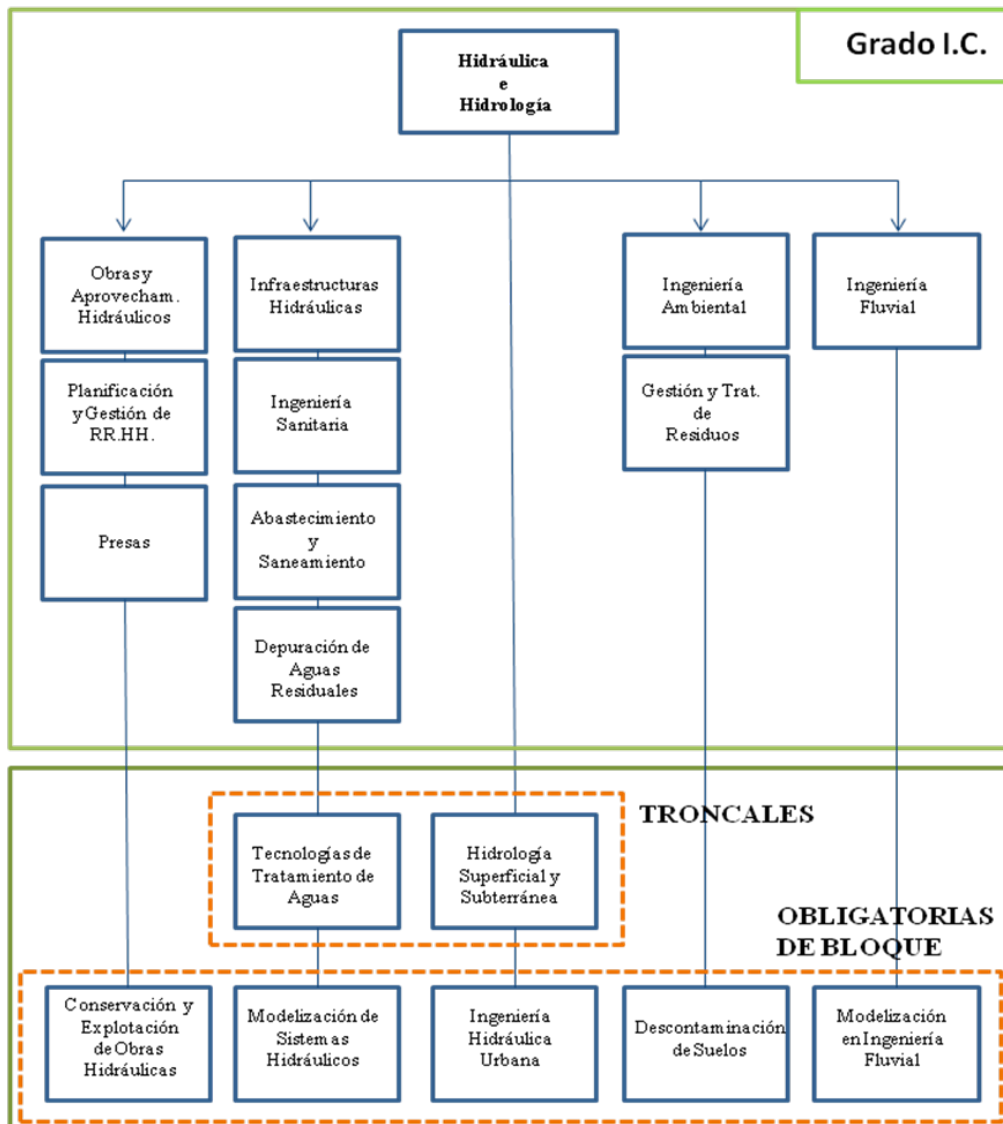 Grado I.C.
Hidráulica
e
Hidrología
Obras y
Aprovecham.
Hidráulicos
Infraestructuras
Hidráulicas
Ingeniería
Ambiental
Ingeniería
Fluvial
Planificación
y Gestión de
RR.HH.
Ingeniería
Sanitaria
Gestión y Trat.
de
Residuos
Presas
Abastecimiento
y
Saneamiento
Depuración de
Aguas
Residuales
TRONCALES
Tecnologías de
Tratamiento de
Aguas
Hidrología
Superficial y
Subterránea
OBLIGATORIAS
DE BLOQUE
Conservación y
Explotación
de Obras
Hidráulicas
Modelización de
Sistemas
Hidráulicos
Ingeniería
Hidráulica
Urbana
Descontaminación
de Suelos
Modelización
en Ingeniería
Fluvial